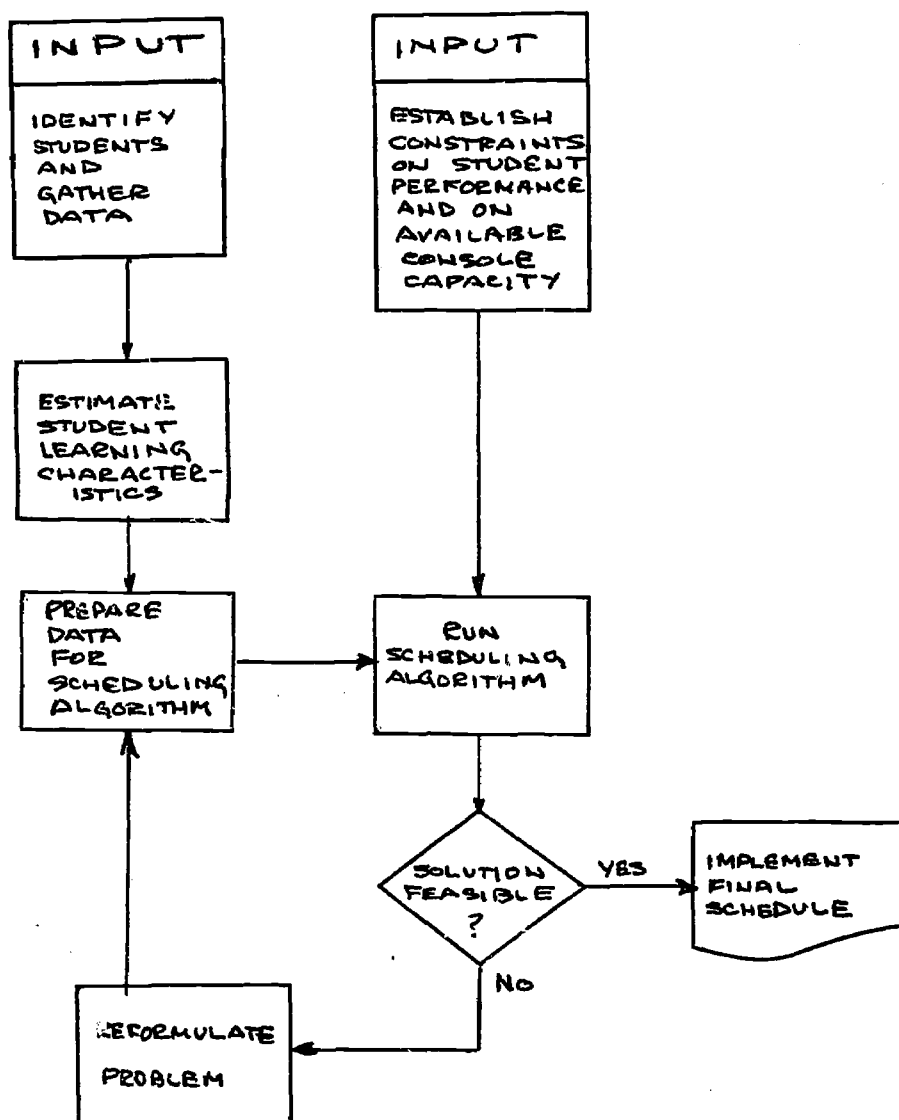 INPUT
IDENTIFY
STUDENTS
AND
GATHER
DATA
INPUT
ESTABLISH
CONSTRAINTS
ON STUDENT
PERFORMANCE
AND ON
AVAILABLE
CONSOLE
CAPACITY
ESTIMATE
STUDENT
LEARNING
CHARACTER-
ISTICS
PREPARE
DATA
FOR
SCHEDULING
ALGORITHM
RUN
SCHEDULING
ALGORITHM
SOLUTION
FEASIBLE
?
YES
IMPLEMENT
FINAL
SCHEDULE
NO
REFORMULATE
PROBLEM